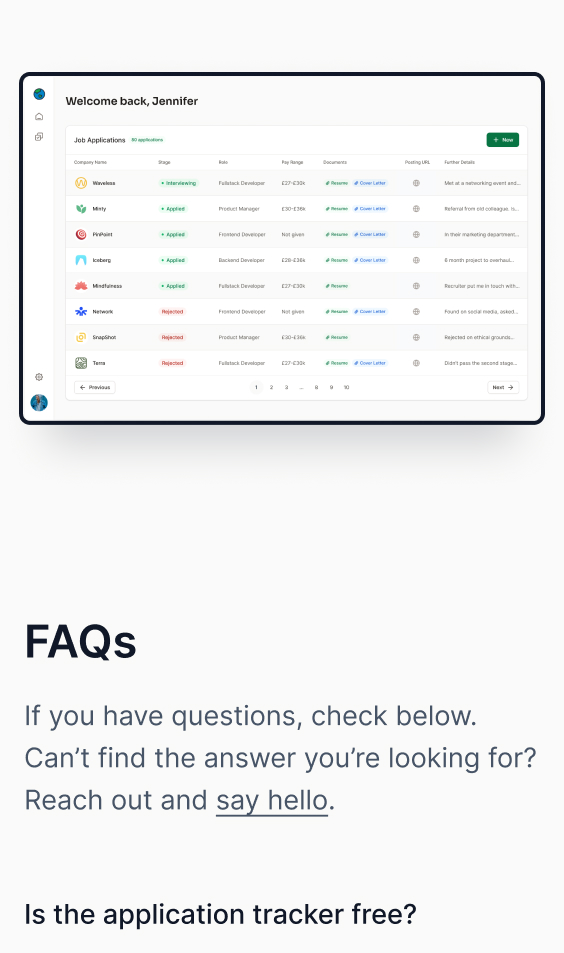 Welcome back, Jennifer
Job Applications 80 applications + New
Company Name Stage Role Pay Range Documents Posting URL Further Details
Waveless Interviewing Fullstack Developer £27-£30k Resume Cover Letter Met at a networking event and...
Minty Applied Product Manager £30-£36k Resume Cover Letter Referral from old colleague. Is...
PinPoint Applied Frontend Developer Not given Resume Cover Letter In their marketing department...
Iceberg Applied Backend Developer £28-£36k Resume Cover Letter 6 month project to overhaul...
Mindfulness Applied Fullstack Developer £27-£30k Resume Recruiter put me in touch with...
Network Rejected Frontend Developer Not given Resume Cover Letter Found on social media, asked...
SnapShot Rejected Product Manager £30-£36k Resume Rejected on ethical grounds...
Terra Rejected Fullstack Developer £27-£30k Resume Cover Letter Didn't pass the second stage...
← Previous 1 2 3 ... 8 9 10 Next →
FAQs
If you have questions, check below.
Can’t find the answer you’re looking for?
Reach out and say hello.
Is the application tracker free?